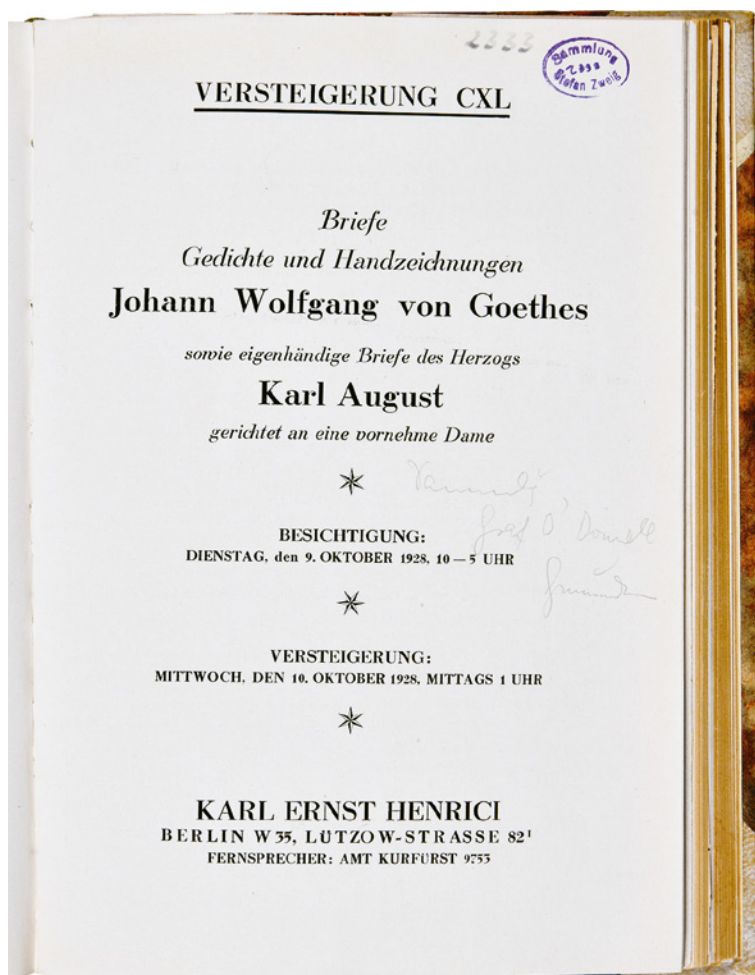 2333
Sammlung
Stefan Zweig
VERSTEIGERUNG CXL
Briefe
Gedichte und Handzeichnungen
Johann Wolfgang von Goethes
sowie eigenhändige Briefe des Herzogs
Karl August
gerichtet an eine vornehme Dame
Graf O'Donell
BESICHTIGUNG:
DIENSTAG, den 9. OKTOBER 1928, 10 — 5 UHR
VERSTEIGERUNG:
MITTWOCH, DEN 10. OKTOBER 1928, MITTAGS 1 UHR
KARL ERNST HENRICI
BERLIN W 35, LÜTZOW-STRASSE 82¹
FERNSPRECHER: AMT KURFÜRST 9753